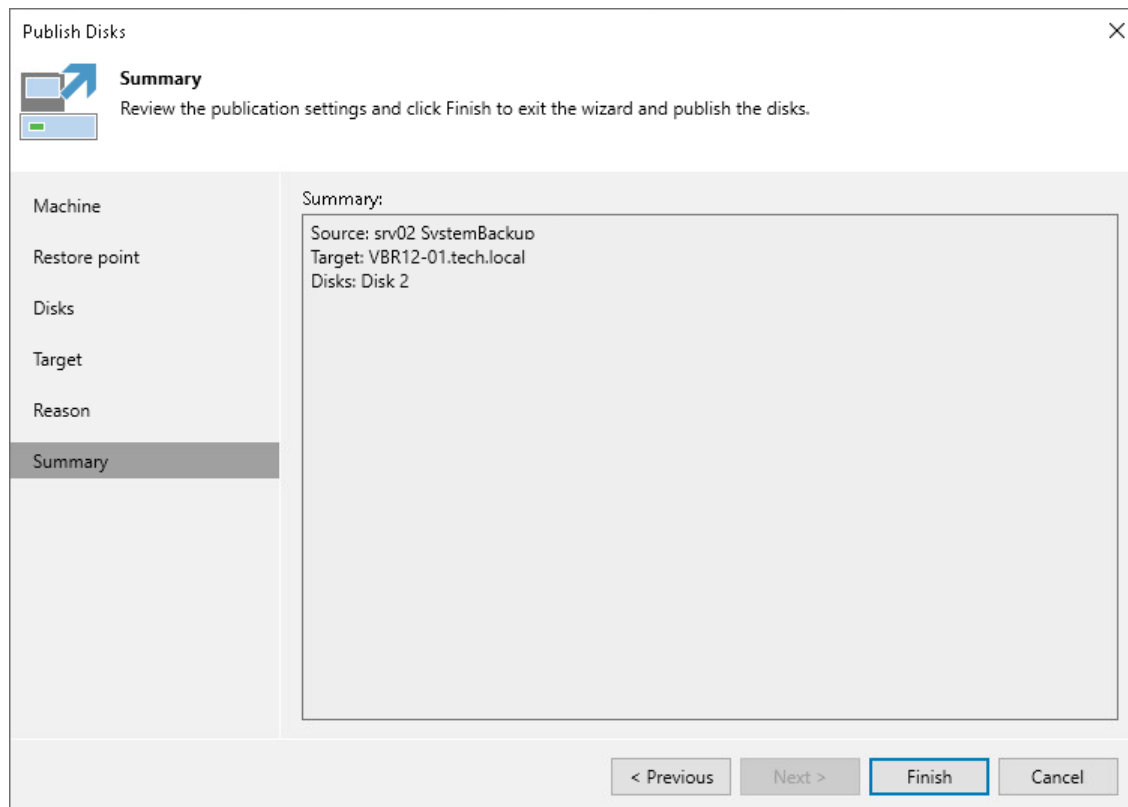 Publish Disks
Summary
Review the publication settings and click Finish to exit the wizard and publish the disks.
Machine
Restore point
Disks
Target
Reason
Summary
Summary:
Source: srv02 SystemBackup
Target: VBR12-01.tech.local
Disks: Disk 2
< Previous
Next >
Finish
Cancel